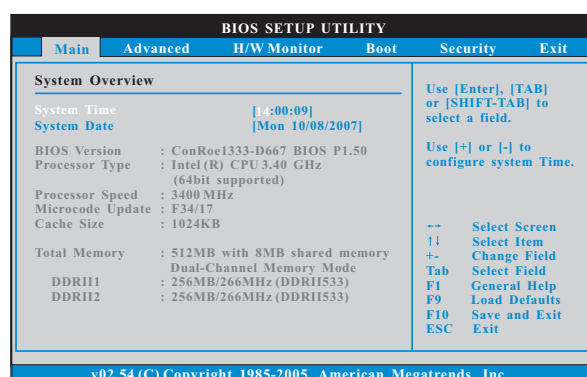 BIOS SETUP UTILITY
Main Advanced H/W Monitor Boot Security Exit
System Overview
System Time [14:00:09]
System Date [Mon 10/08/2007]
BIOS Version : ConRoe1333-D667 BIOS P1.50
Processor Type : Intel (R) CPU 3.40 GHz
(64bit supported)
Processor Speed : 3400 MHz
Microcode Update : F34/17
Cache Size : 1024KB
Total Memory : 512MB with 8MB shared memory
Dual-Channel Memory Mode
DDRII1 : 256MB/266MHz (DDRII533)
DDRII2 : 256MB/266MHz (DDRII533)
Use [Enter], [TAB]
or [SHIFT-TAB] to
select a field.
Use [+] or [-] to
configure system Time.
↔ Select Screen
↑↓ Select Item
+- Change Field
Tab Select Field
F1 General Help
F9 Load Defaults
F10 Save and Exit
ESC Exit
v02.54 (C) Copyright 1985-2005, American Megatrends, Inc.